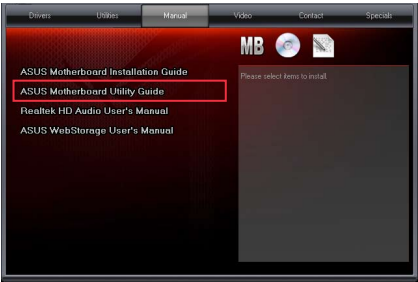 Drivers Utilities Manual Video Contact Specials
MB
ASUS Motherboard Installation Guide
Please select items to install.
ASUS Motherboard Utility Guide
Realtek HD Audio User's Manual
ASUS WebStorage User's Manual